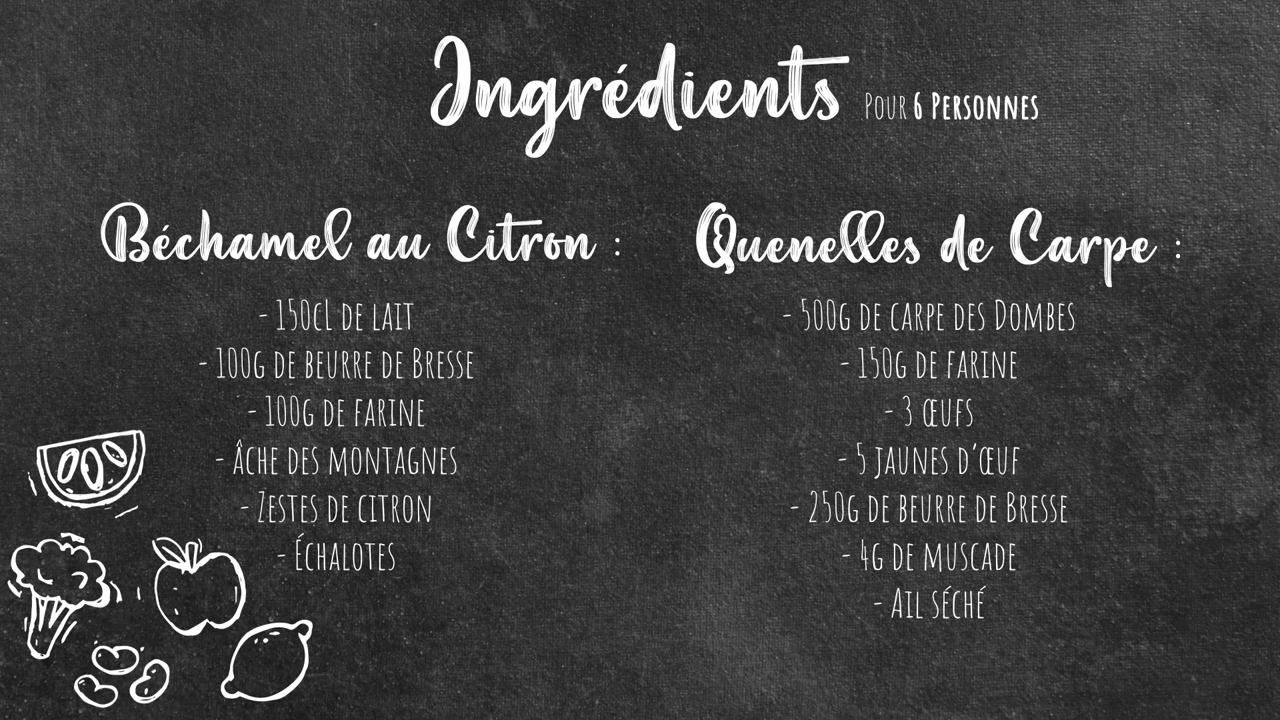 Ingrédients Pour 6 Personnes
Béchamel au Citron :
- 150cl de lait
- 100g de beurre de Bresse
- 100g de farine
- Âche des montagnes
- Zestes de citron
- Échalotes
Quenelles de Carpe :
- 500g de carpe des Dombes
- 150g de farine
- 3 œufs
- 5 jaunes d'œuf
- 250g de beurre de Bresse
- 4g de muscade
- Ail séché